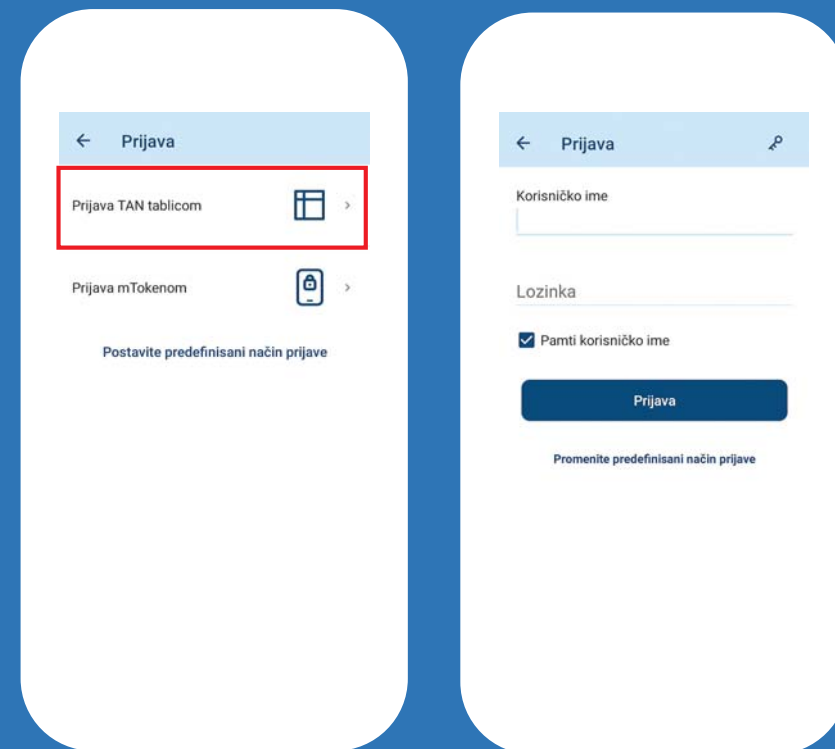 Prijava
Prijava TAN tablicom
Prijava mTokenom
Postavite predefinisani način prijave
Prijava
Korisničko ime
Lozinka
Pamti korisničko ime
Prijava
Promenite predefinisani način prijave